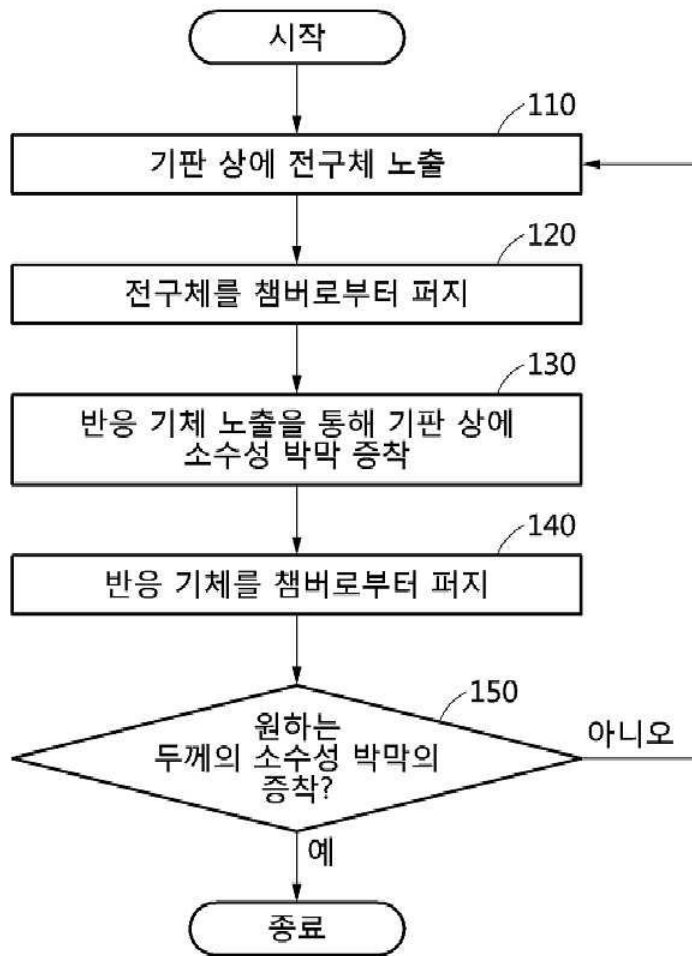 시작
110
기판 상에 전구체 노출
120
전구체를 챔버로부터 퍼지
130
반응 기체 노출을 통해 기판 상에
소수성 박막 증착
140
반응 기체를 챔버로부터 퍼지
150
원하는
두께의 소수성 박막의
증착?
아니오
예
종료